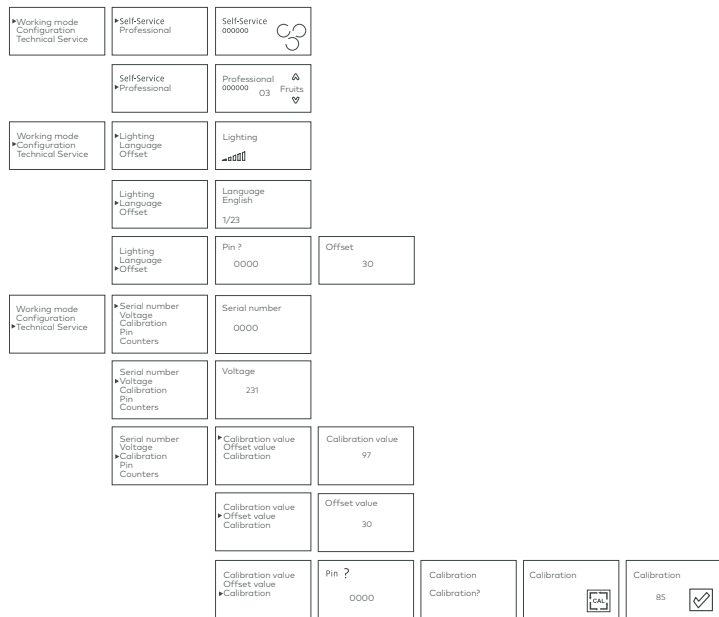 Working mode
Configuration
Technical Service
Self-Service
Professional
Self-Service
000000
Self-Service
Professional
Professional
000000
03
Fruits
Working mode
Configuration
Technical Service
Lighting
Language
Offset
Lighting
Lighting
Language
Offset
Language
English
1/23
Lighting
Language
Offset
Pin ?
0000
Offset
30
Working mode
Configuration
Technical Service
Serial number
Voltage
Calibration
Pin
Counters
Serial number
0000
Serial number
Voltage
Calibration
Pin
Counters
Voltage
231
Serial number
Voltage
Calibration
Pin
Counters
Calibration value
Offset value
Calibration
Calibration value
97
Calibration value
Offset value
Calibration
Offset value
30
Calibration value
Offset value
Calibration
Pin ?
0000
Calibration
Calibration?
Calibration
CAL
Calibration
85